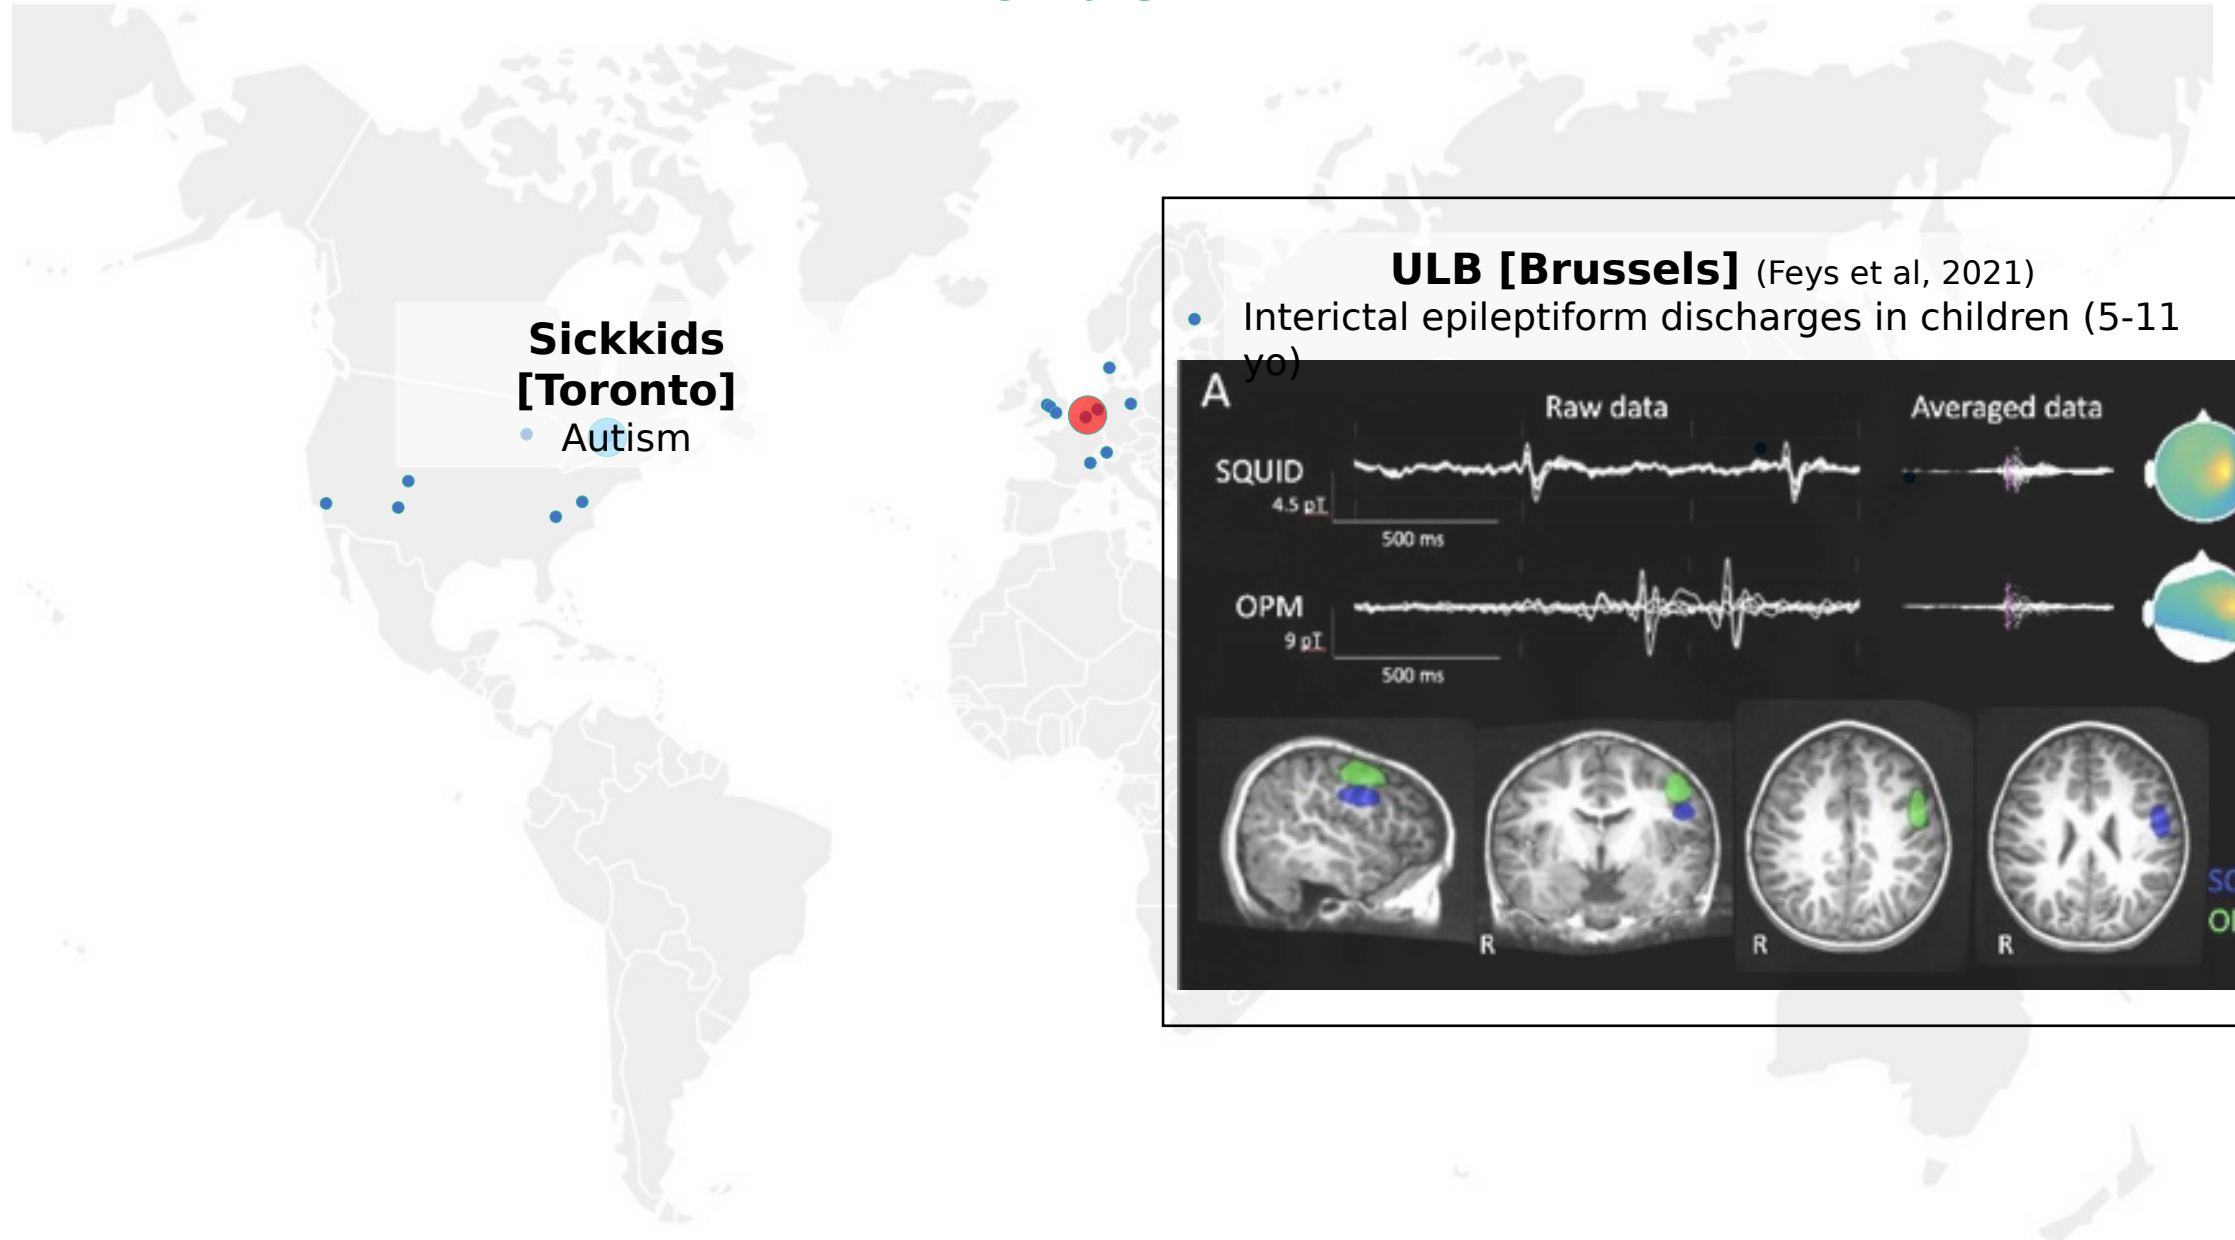 Sickkids
[Toronto]
Autism
ULB [Brussels] (Feys et al, 2021)
Interictal epileptiform discharges in children (5-11
yo)
A
Raw data
Averaged data
SQUID
4.5 pT
500 ms
OPM
9 pT
500 ms
R
R
R